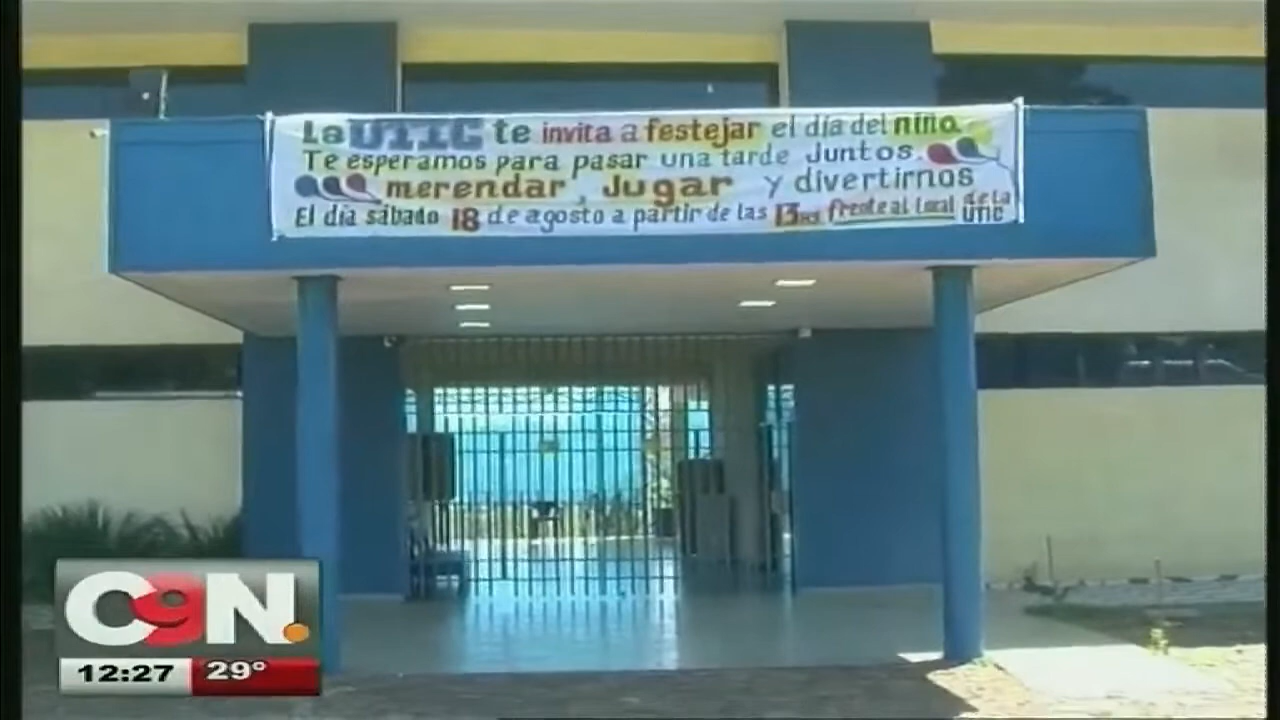 La UTIC te invita a festejar el día del niño
Te esperamos para pasar una tarde Juntos.
merendar, Jugar y divertirnos
El día sábado 18 de agosto a partir de las 13hs frente al Local de la UTIC
C9N.
12:27 29°